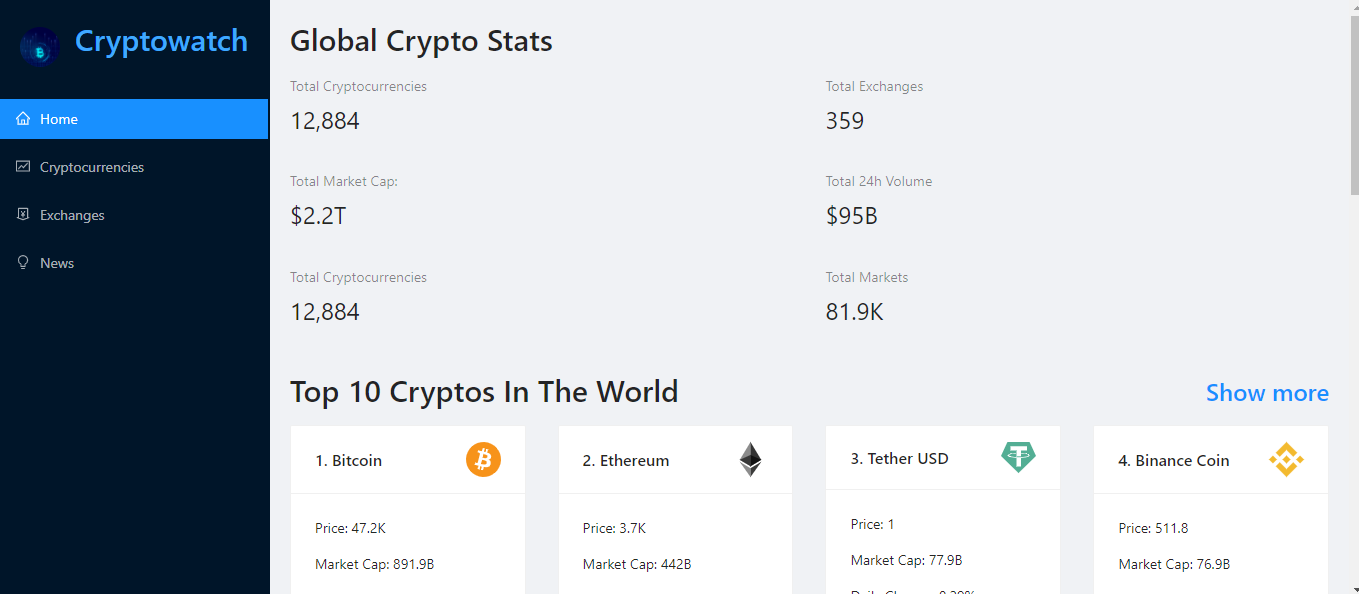 Cryptowatch
Home
Cryptocurrencies
Exchanges
News
Global Crypto Stats
Total Cryptocurrencies
12,884
Total Exchanges
359
Total Market Cap:
$2.2T
Total 24h Volume
$95B
Total Cryptocurrencies
12,884
Total Markets
81.9K
Top 10 Cryptos In The World
Show more
1. Bitcoin
Price: 47.2K
Market Cap: 891.9B
2. Ethereum
Price: 3.7K
Market Cap: 442B
3. Tether USD
Price: 1
Market Cap: 77.9B
4. Binance Coin
Price: 511.8
Market Cap: 76.9B